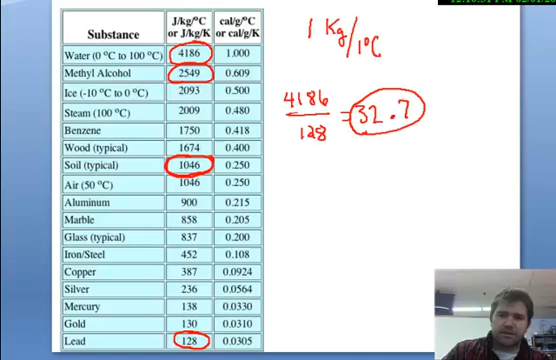 Substance J/kg/°C or J/kg/K cal/g/°C or cal/g/K
Water (0 °C to 100 °C) 4186 1.000
Methyl Alcohol 2549 0.609
Ice (-10 °C to 0 °C) 2093 0.500
Steam (100 °C) 2009 0.480
Benzene 1750 0.418
Wood (typical) 1674 0.400
Soil (typical) 1046 0.250
Air (50 °C) 1046 0.250
Aluminum 900 0.215
Marble 858 0.205
Glass (typical) 837 0.200
Iron/Steel 452 0.108
Copper 387 0.0924
Silver 236 0.0564
Mercury 138 0.0330
Gold 130 0.0310
Lead 128 0.0305
1 Kg/1°C
4186/128 = 32.7